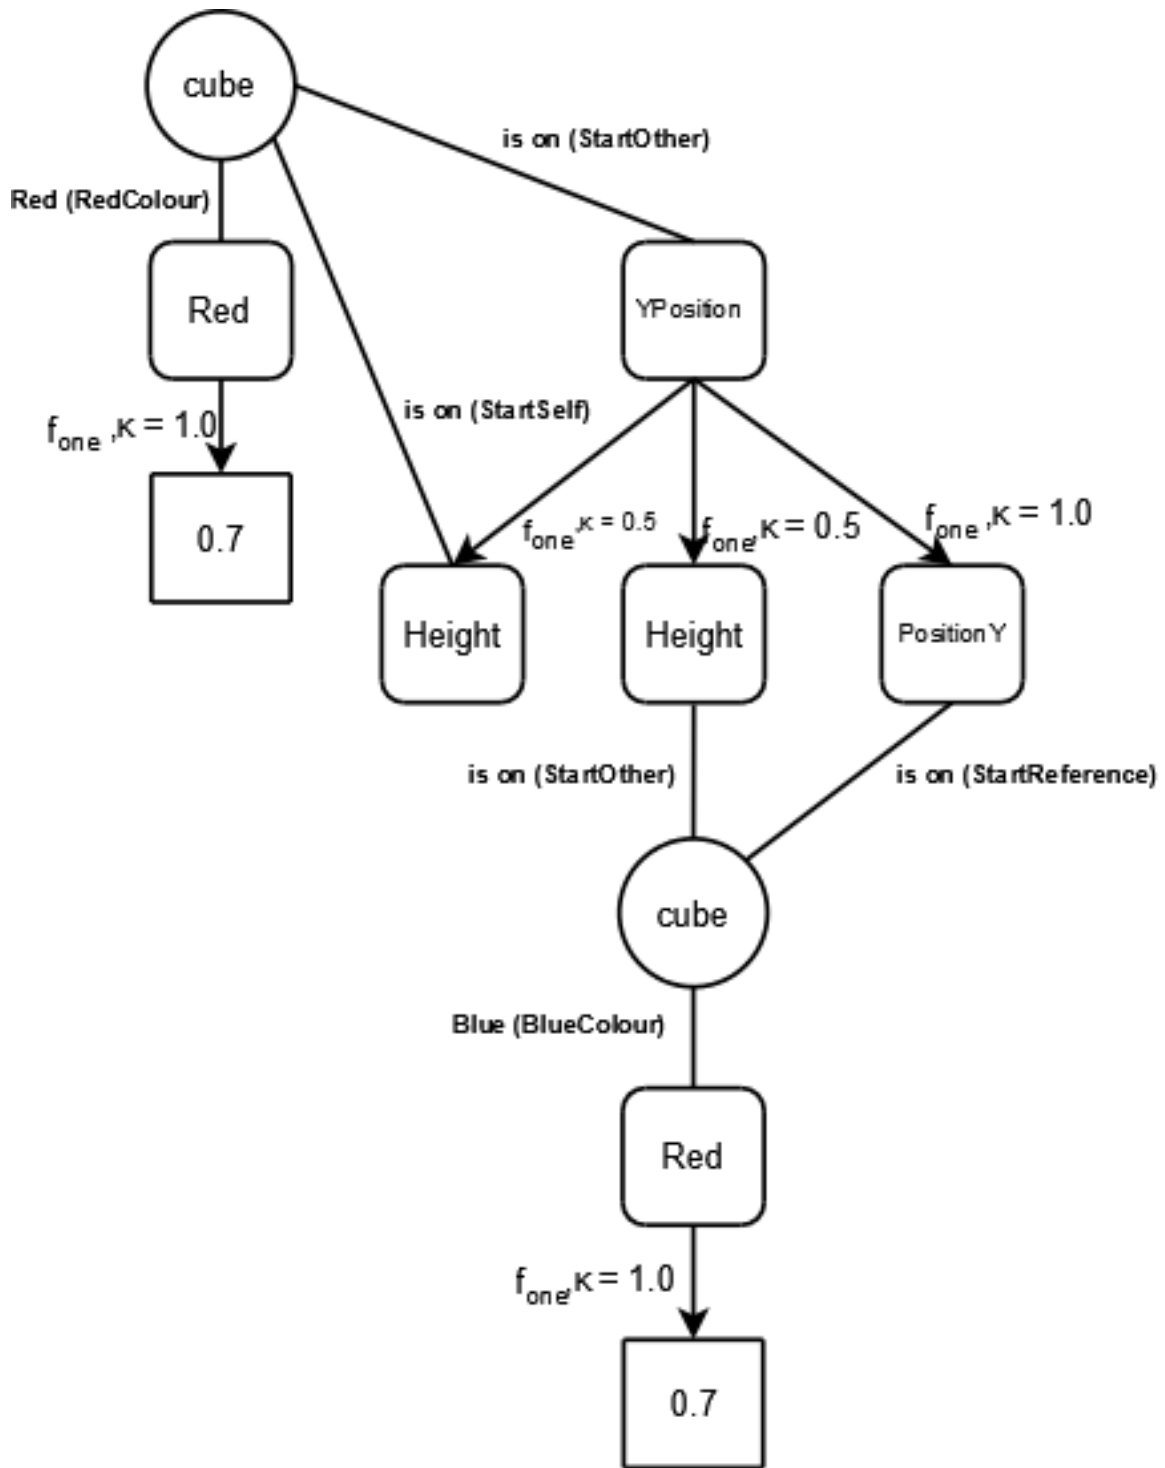 cube
is on (StartOther)
Red (RedColour)
Red
YPosition
is on (StartSelf)
fone ,κ = 1.0
fone,κ = 0.5
fone,κ = 0.5
fone ,κ = 1.0
0.7
Height
Height
PositionY
is on (StartOther)
is on (StartReference)
cube
Blue (BlueColour)
Red
fone,κ = 1.0
0.7